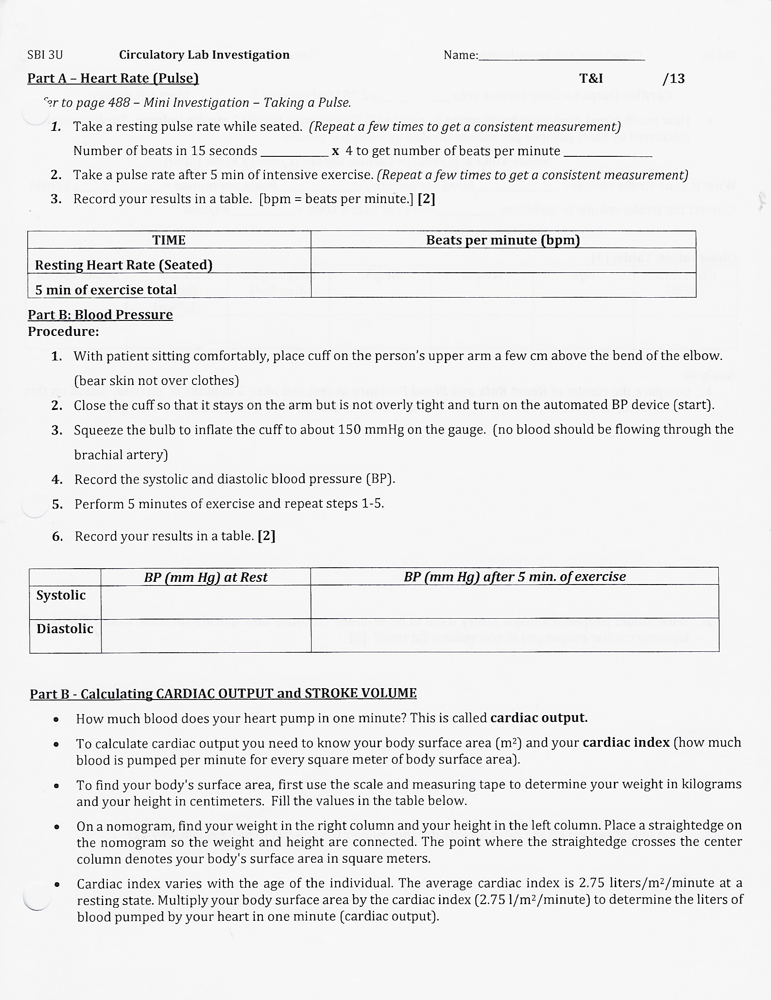 SBI 3U Circulatory Lab Investigation Name:____________________
Part A – Heart Rate (Pulse) T&I /13
er to page 488 – Mini Investigation – Taking a Pulse.
1. Take a resting pulse rate while seated. (Repeat a few times to get a consistent measurement)
Number of beats in 15 seconds __________ x 4 to get number of beats per minute _____________
2. Take a pulse rate after 5 min of intensive exercise. (Repeat a few times to get a consistent measurement)
3. Record your results in a table. [bpm = beats per minute.] [2]
TIME Beats per minute (bpm)
Resting Heart Rate (Seated)
5 min of exercise total
Part B: Blood Pressure
Procedure:
1. With patient sitting comfortably, place cuff on the person's upper arm a few cm above the bend of the elbow.
(bear skin not over clothes)
2. Close the cuff so that it stays on the arm but is not overly tight and turn on the automated BP device (start).
3. Squeeze the bulb to inflate the cuff to about 150 mmHg on the gauge. (no blood should be flowing through the
brachial artery)
4. Record the systolic and diastolic blood pressure (BP).
5. Perform 5 minutes of exercise and repeat steps 1-5.
6. Record your results in a table. [2]
BP (mm Hg) at Rest BP (mm Hg) after 5 min. of exercise
Systolic
Diastolic
Part B - Calculating CARDIAC OUTPUT and STROKE VOLUME
• How much blood does your heart pump in one minute? This is called cardiac output.
• To calculate cardiac output you need to know your body surface area (m²) and your cardiac index (how much
blood is pumped per minute for every square meter of body surface area).
• To find your body's surface area, first use the scale and measuring tape to determine your weight in kilograms
and your height in centimeters. Fill the values in the table below.
• On a nomogram, find your weight in the right column and your height in the left column. Place a straightedge on
the nomogram so the weight and height are connected. The point where the straightedge crosses the center
column denotes your body's surface area in square meters.
• Cardiac index varies with the age of the individual. The average cardiac index is 2.75 liters/m²/minute at a
resting state. Multiply your body surface area by the cardiac index (2.75 l/m²/minute) to determine the liters of
blood pumped by your heart in one minute (cardiac output).